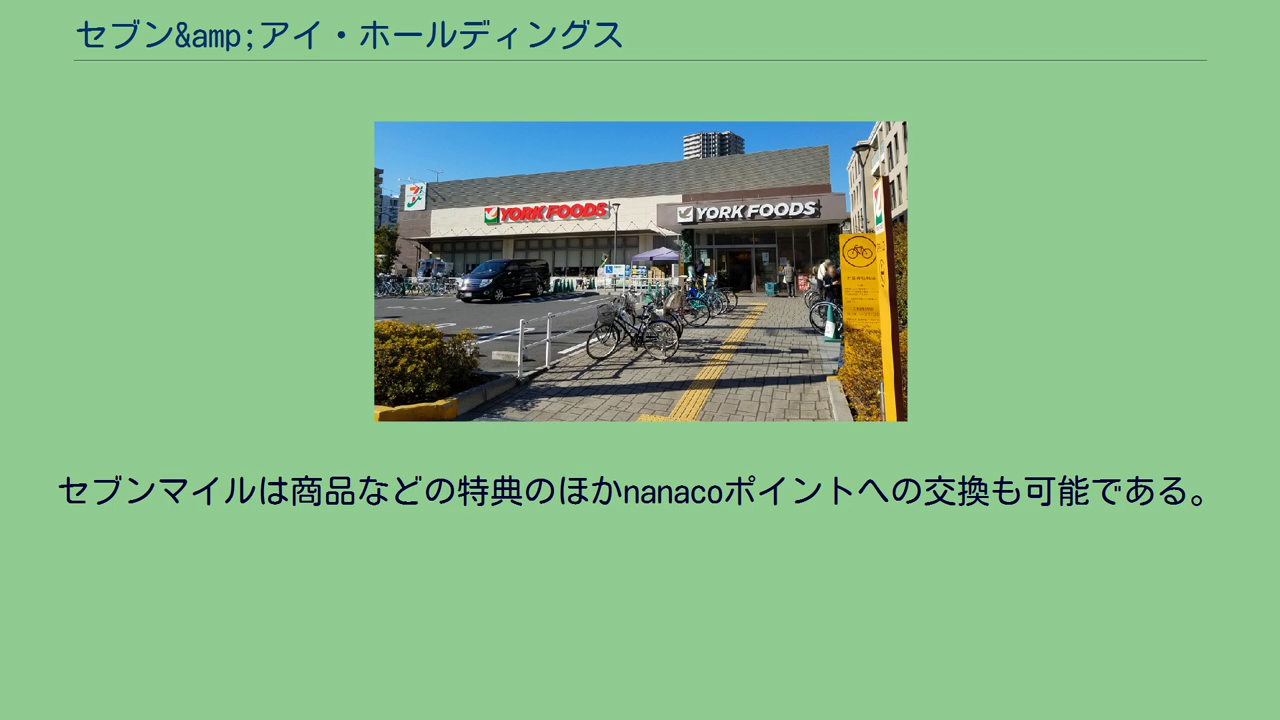 セブン&amp;アイ・ホールディングス
YORK FOODS
YORK FOODS
セブンマイルは商品などの特典のほかnanacoポイントへの交換も可能である。